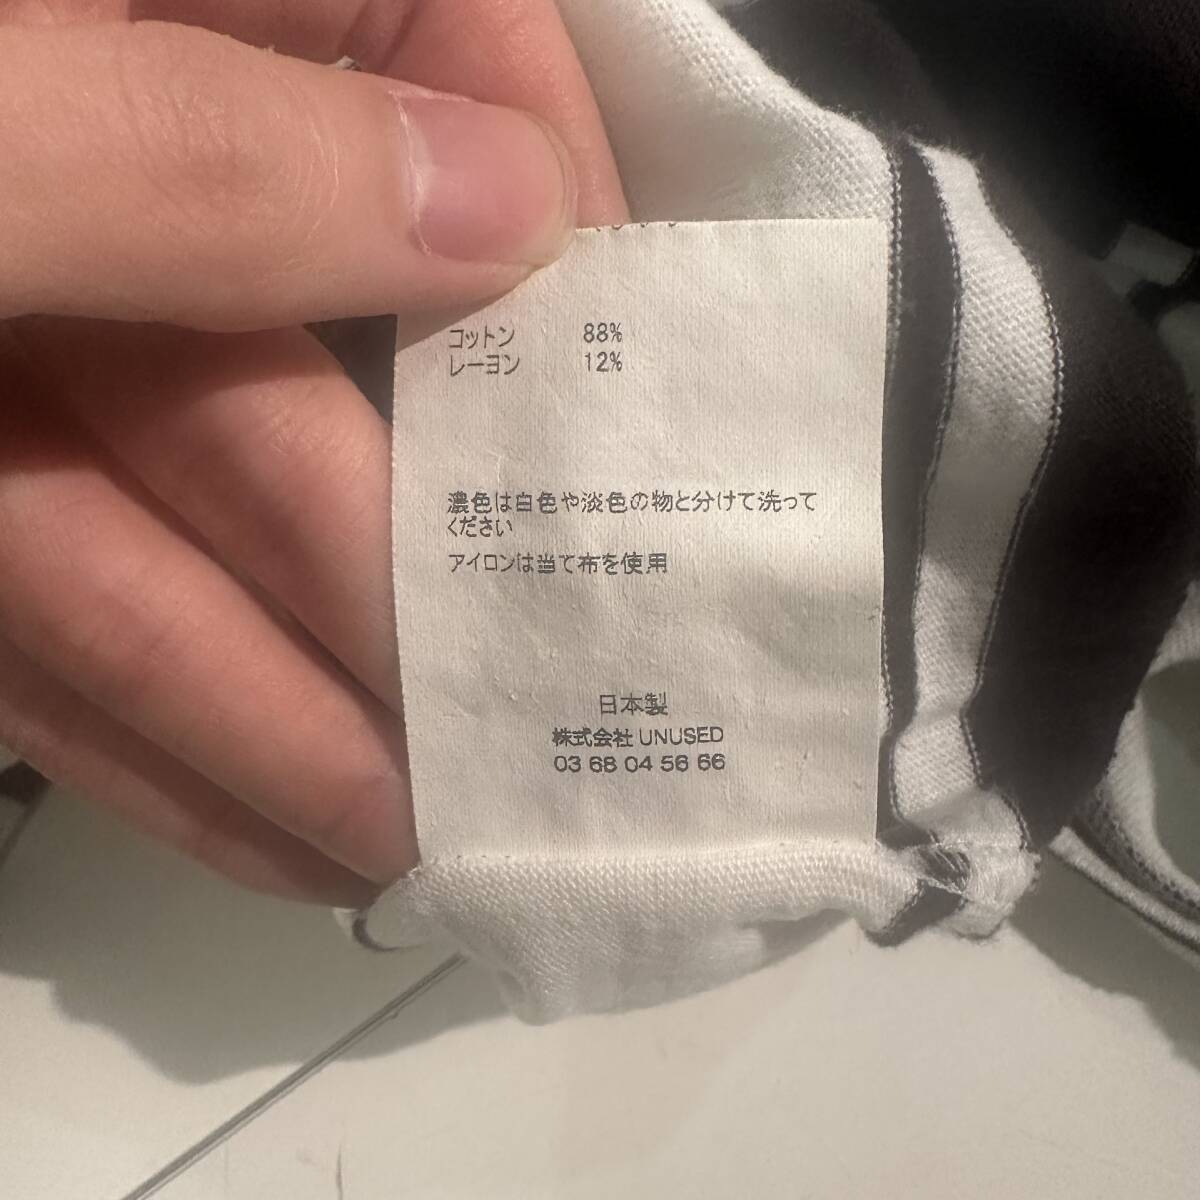 コットン 88%
レーヨン 12%
濃色は白色や淡色の物と分けて洗って
ください
アイロンは当て布を使用
日本製
株式会社 UNUSED
03 68 04 56 66